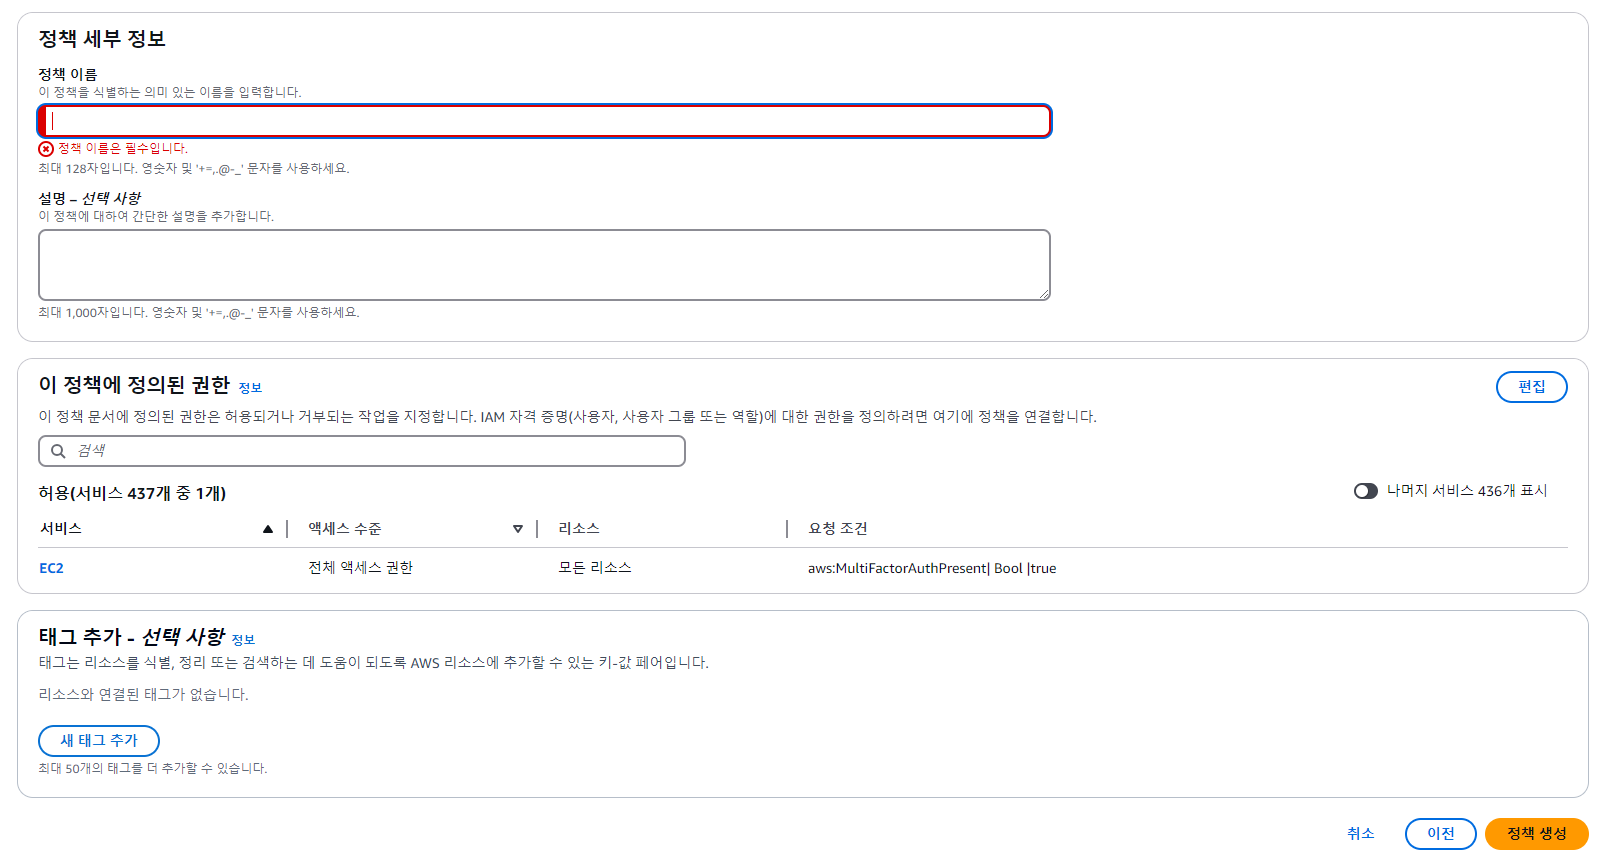 정책 세부 정보
정책 이름
이 정책을 식별하는 의미 있는 이름을 입력합니다.
정책 이름은 필수입니다.
최대 128자입니다. 영숫자 및 '+=,.@-_' 문자를 사용하세요.
설명 – 선택 사항
이 정책에 대하여 간단한 설명을 추가합니다.
최대 1,000자입니다. 영숫자 및 '+=,.@-_' 문자를 사용하세요.
이 정책에 정의된 권한 정보
편집
이 정책 문서에 정의된 권한은 허용되거나 거부되는 작업을 지정합니다. IAM 자격 증명(사용자, 사용자 그룹 또는 역할)에 대한 권한을 정의하려면 여기에 정책을 연결합니다.
검색
허용(서비스 437개 중 1개)
나머지 서비스 436개 표시
서비스 액세스 수준 리소스 요청 조건
EC2 전체 액세스 권한 모든 리소스 aws:MultiFactorAuthPresent| Bool |true
태그 추가 - 선택 사항 정보
태그는 리소스를 식별, 정리 또는 검색하는 데 도움이 되도록 AWS 리소스에 추가할 수 있는 키-값 페어입니다.
리소스와 연결된 태그가 없습니다.
새 태그 추가
최대 50개의 태그를 더 추가할 수 있습니다.
취소 이전 정책 생성